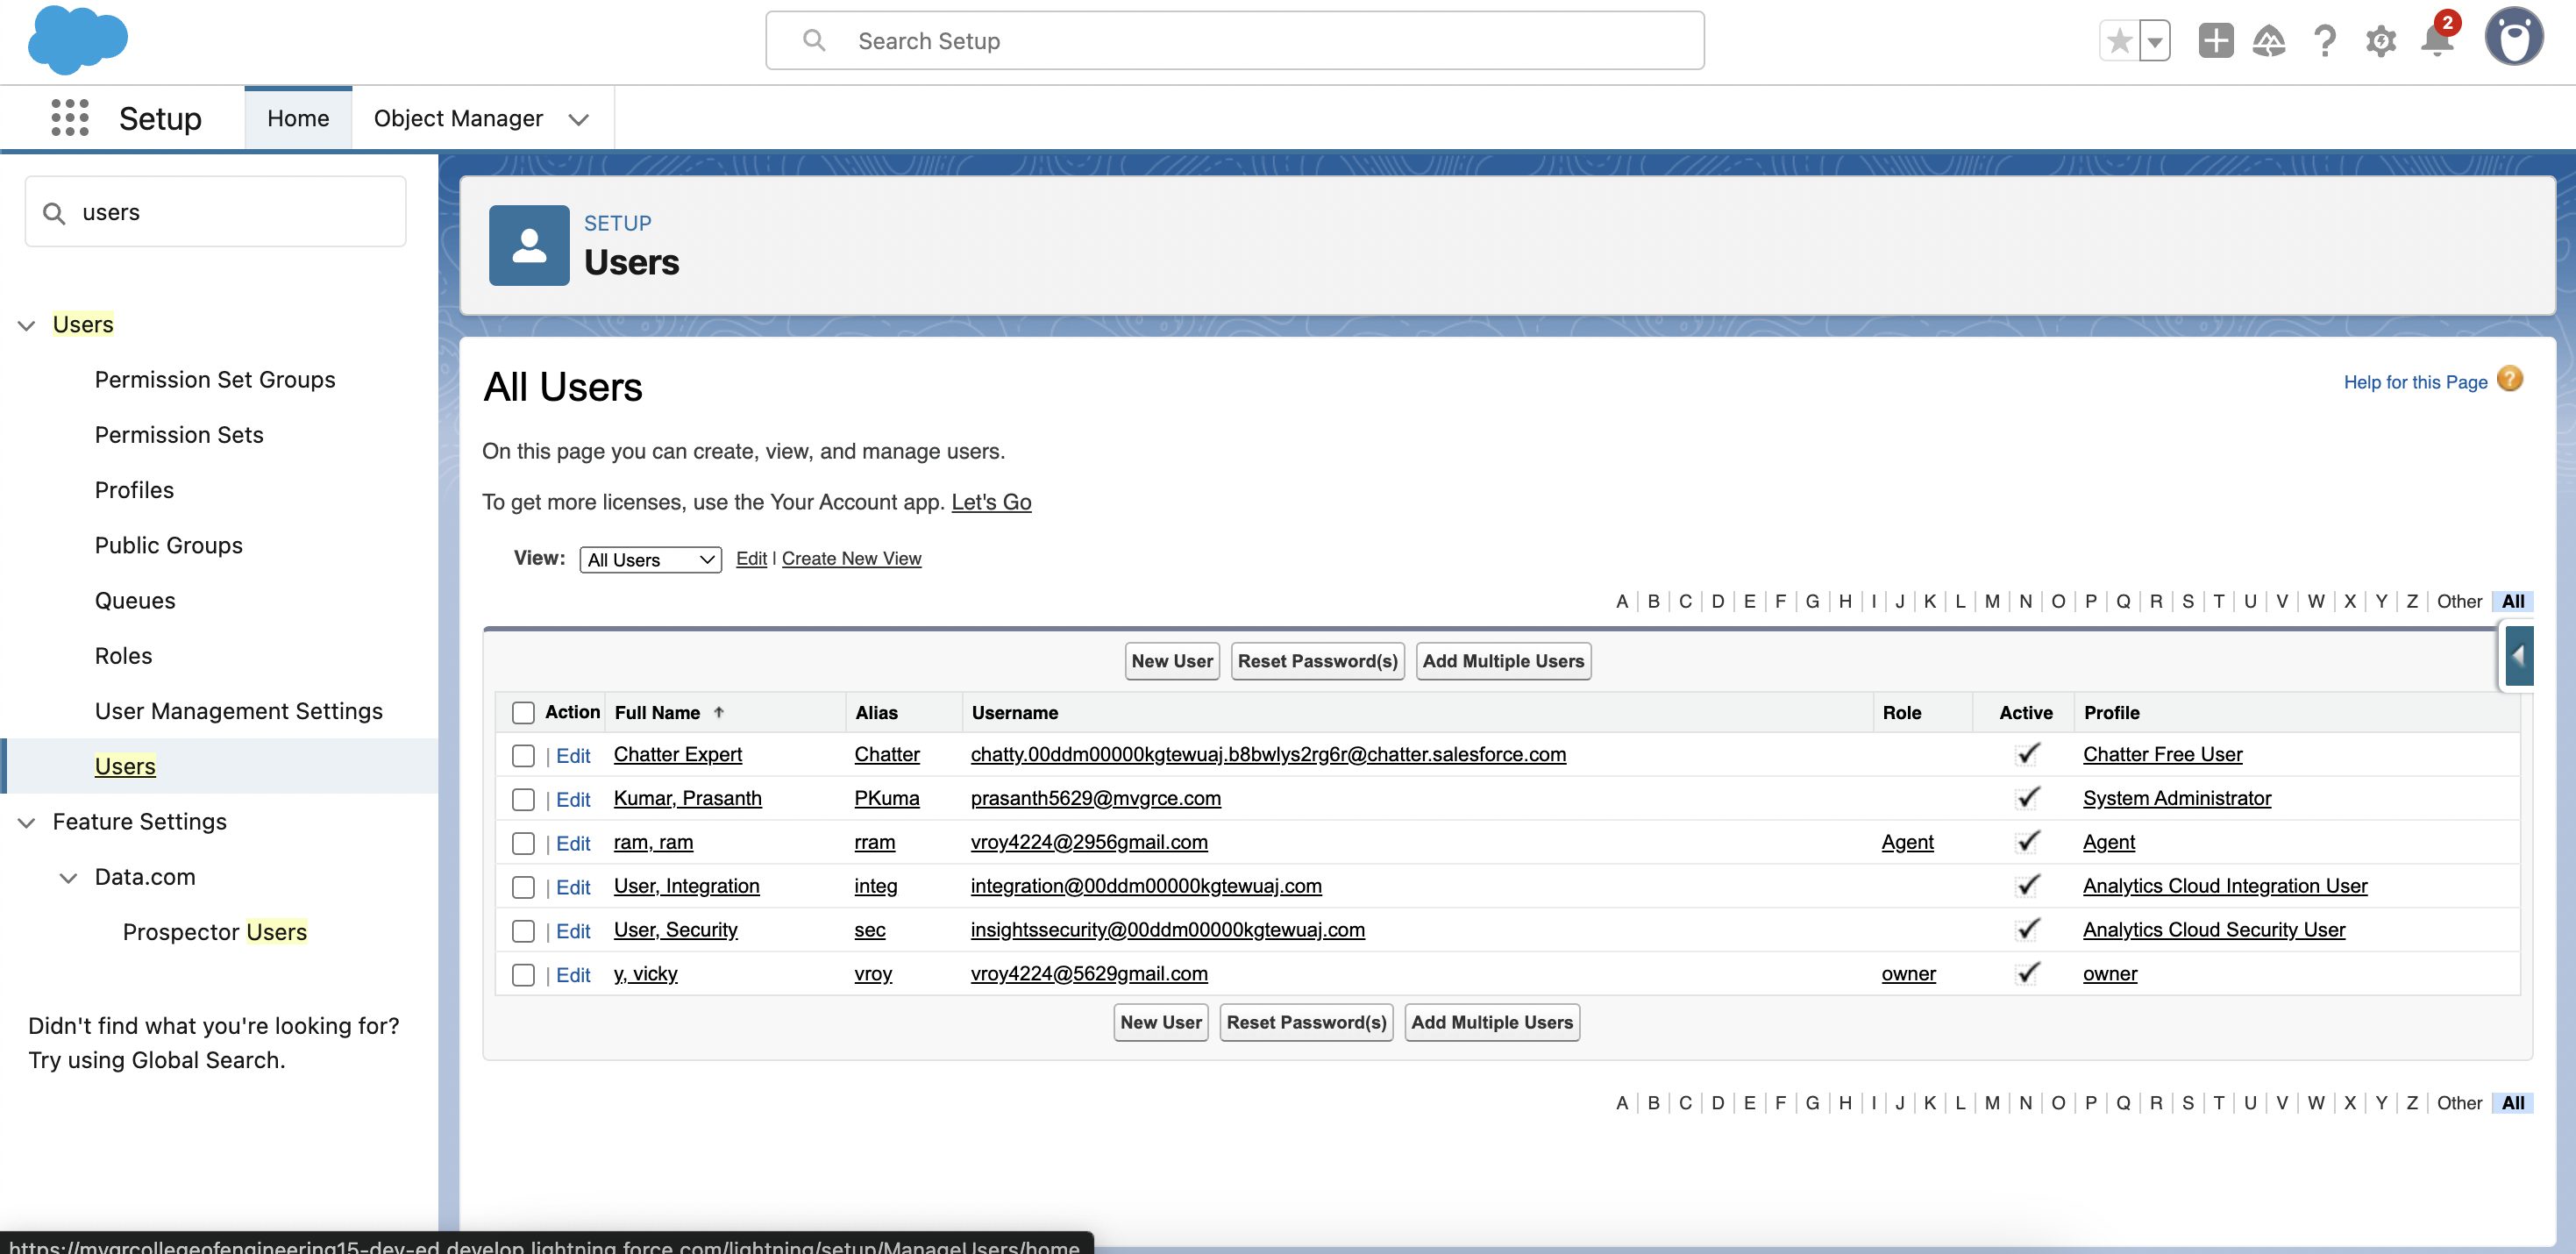 Search Setup
2
Setup
Home
Object Manager
users
Users
Permission Set Groups
Permission Sets
Profiles
Public Groups
Queues
Roles
User Management Settings
Users
Feature Settings
Data.com
Prospector Users
Didn't find what you're looking for?
Try using Global Search.
SETUP
Users
All Users
Help for this Page ?
On this page you can create, view, and manage users.
To get more licenses, use the Your Account app. Let's Go
View: All Users Edit | Create New View
A | B | C | D | E | F | G | H | I | J | K | L | M | N | O | P | Q | R | S | T | U | V | W | X | Y | Z | Other | All
New User Reset Password(s) Add Multiple Users
Action Full Name ↑ Alias Username Role Active Profile
| Edit Chatter Expert Chatter chatty.00ddm00000kgtewuaj.b8bwlys2rg6r@chatter.salesforce.com ✓ Chatter Free User
| Edit Kumar, Prasanth PKuma prasanth5629@mvgrce.com ✓ System Administrator
| Edit ram, ram rram vroy4224@2956gmail.com Agent ✓ Agent
| Edit User, Integration integ integration@00ddm00000kgtewuaj.com ✓ Analytics Cloud Integration User
| Edit User, Security sec insightssecurity@00ddm00000kgtewuaj.com ✓ Analytics Cloud Security User
| Edit y, vicky vroy vroy4224@5629gmail.com owner ✓ owner
New User Reset Password(s) Add Multiple Users
A | B | C | D | E | F | G | H | I | J | K | L | M | N | O | P | Q | R | S | T | U | V | W | X | Y | Z | Other | All
https://mvgrcollegeofengineering15-dev-ed.develop.lightning.force.com/lightning/setup/ManageUsers/home